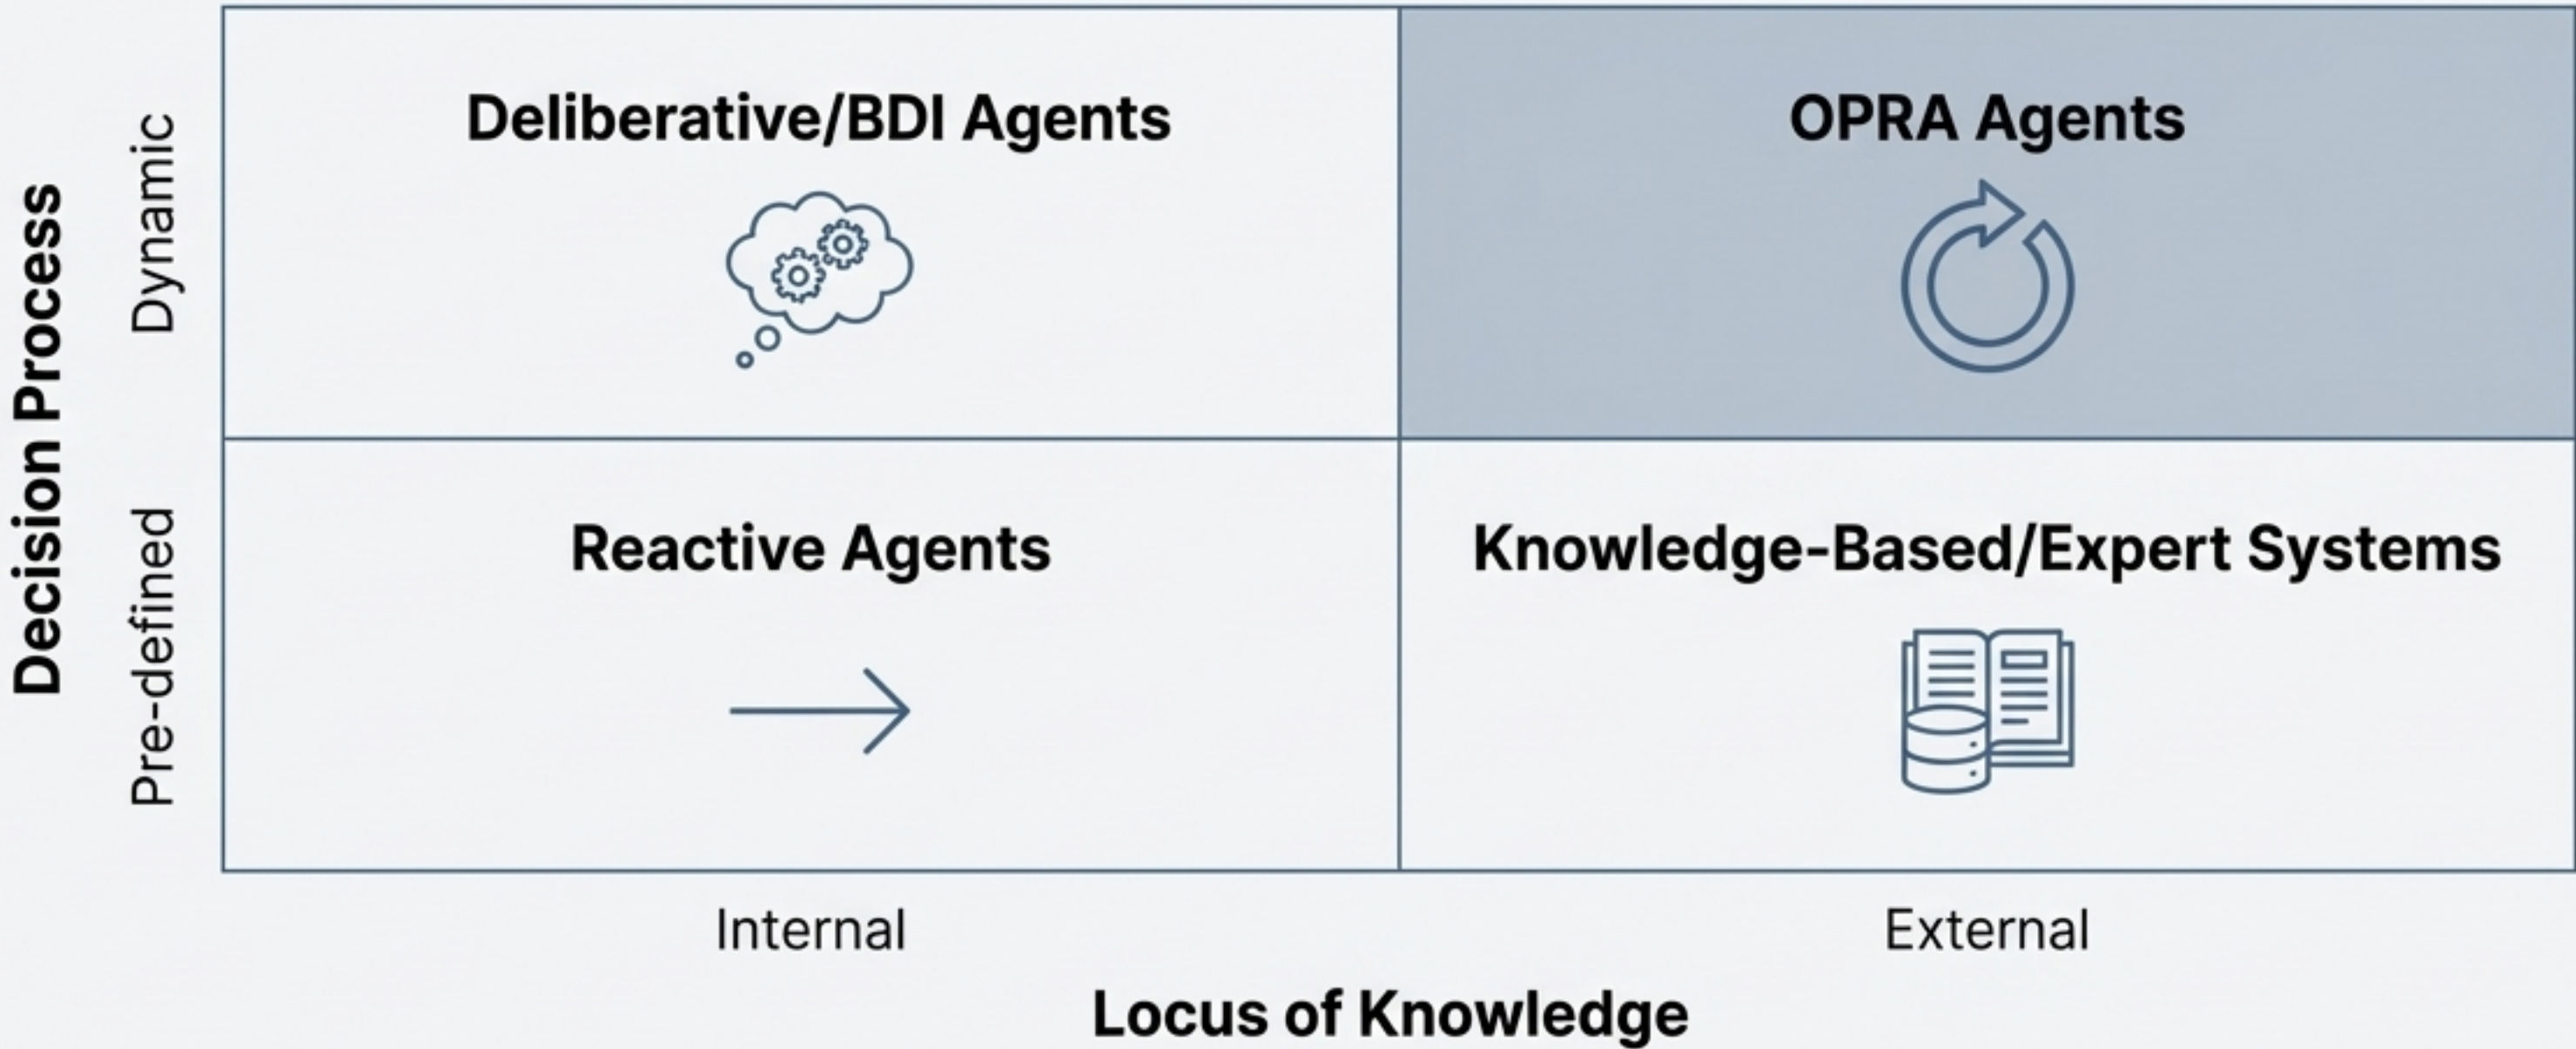 Decision Process
Dynamic
Deliberative/BDI Agents
OPRA Agents
Pre-defined
Reactive Agents
Knowledge-Based/Expert Systems
Internal
External
Locus of Knowledge